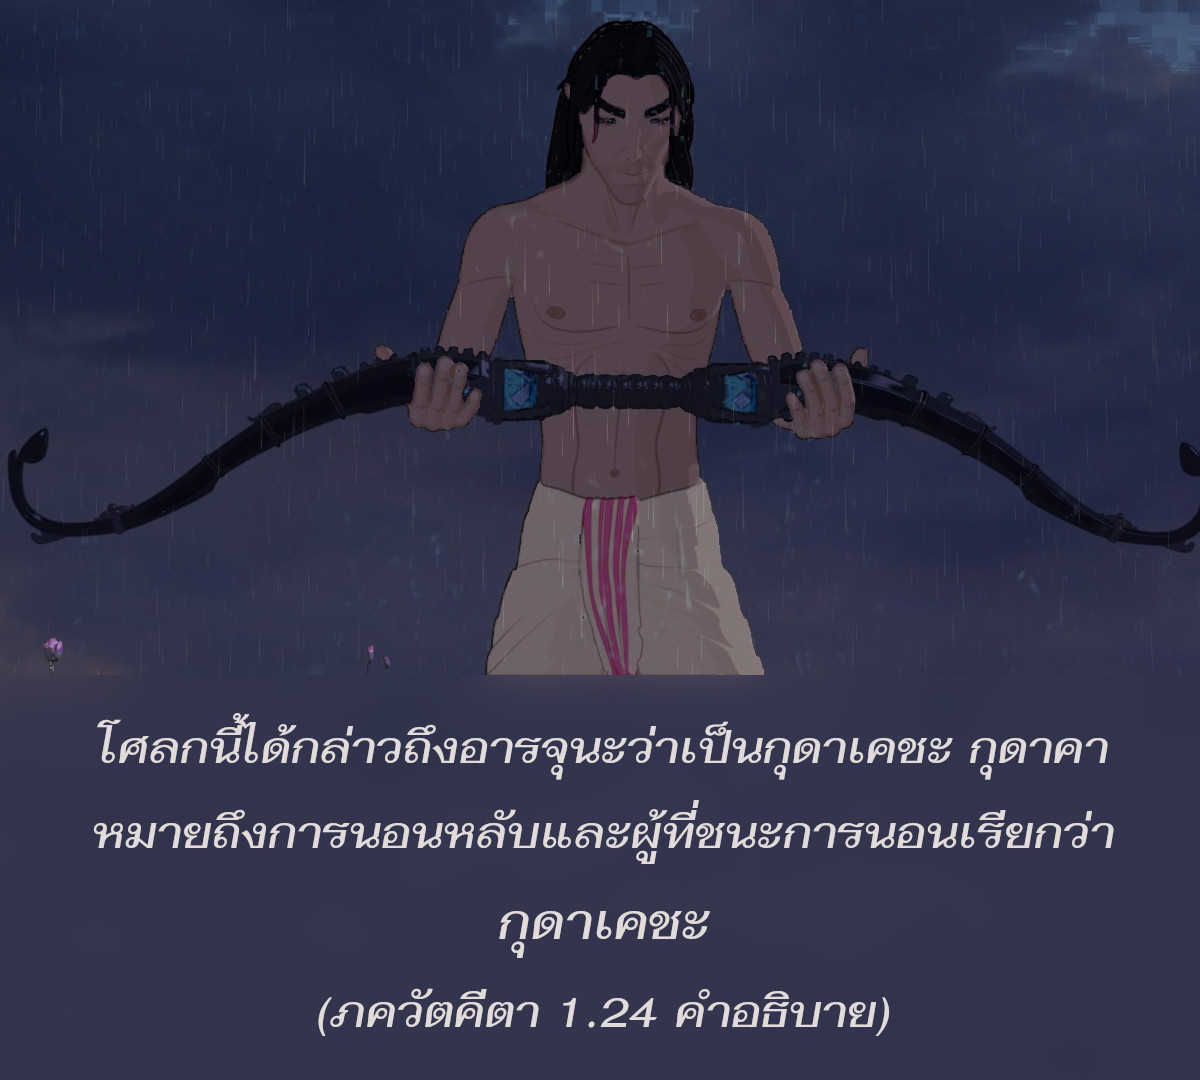 โศลกนี้ได้กล่าวถึงอารจุนะว่าเป็นกุดาเคชะ กุดาคา
หมายถึงการนอนหลับและผู้ที่ชนะการนอนเรียกว่า
กุดาเคชะ
(ภควัตคีตา 1.24 คำอธิบาย)